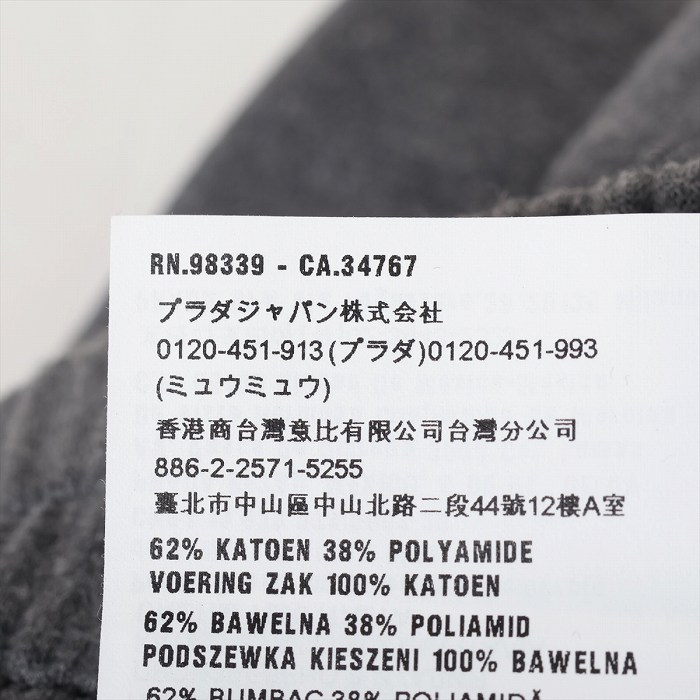 RN.98339 - CA.34767
プラダジャパン株式会社
0120-451-913(プラダ)0120-451-993
(ミュウミュウ)
香港商台灣意比有限公司台灣分公司
886-2-2571-5255
臺北市中山區中山北路二段44號12樓A室
62% KATOEN 38% POLYAMIDE
VOERING ZAK 100% KATOEN
62% BAWELNA 38% POLIAMID
PODSZEWKA KIESZENI 100% BAWELNA
62% BUMBAC 38%